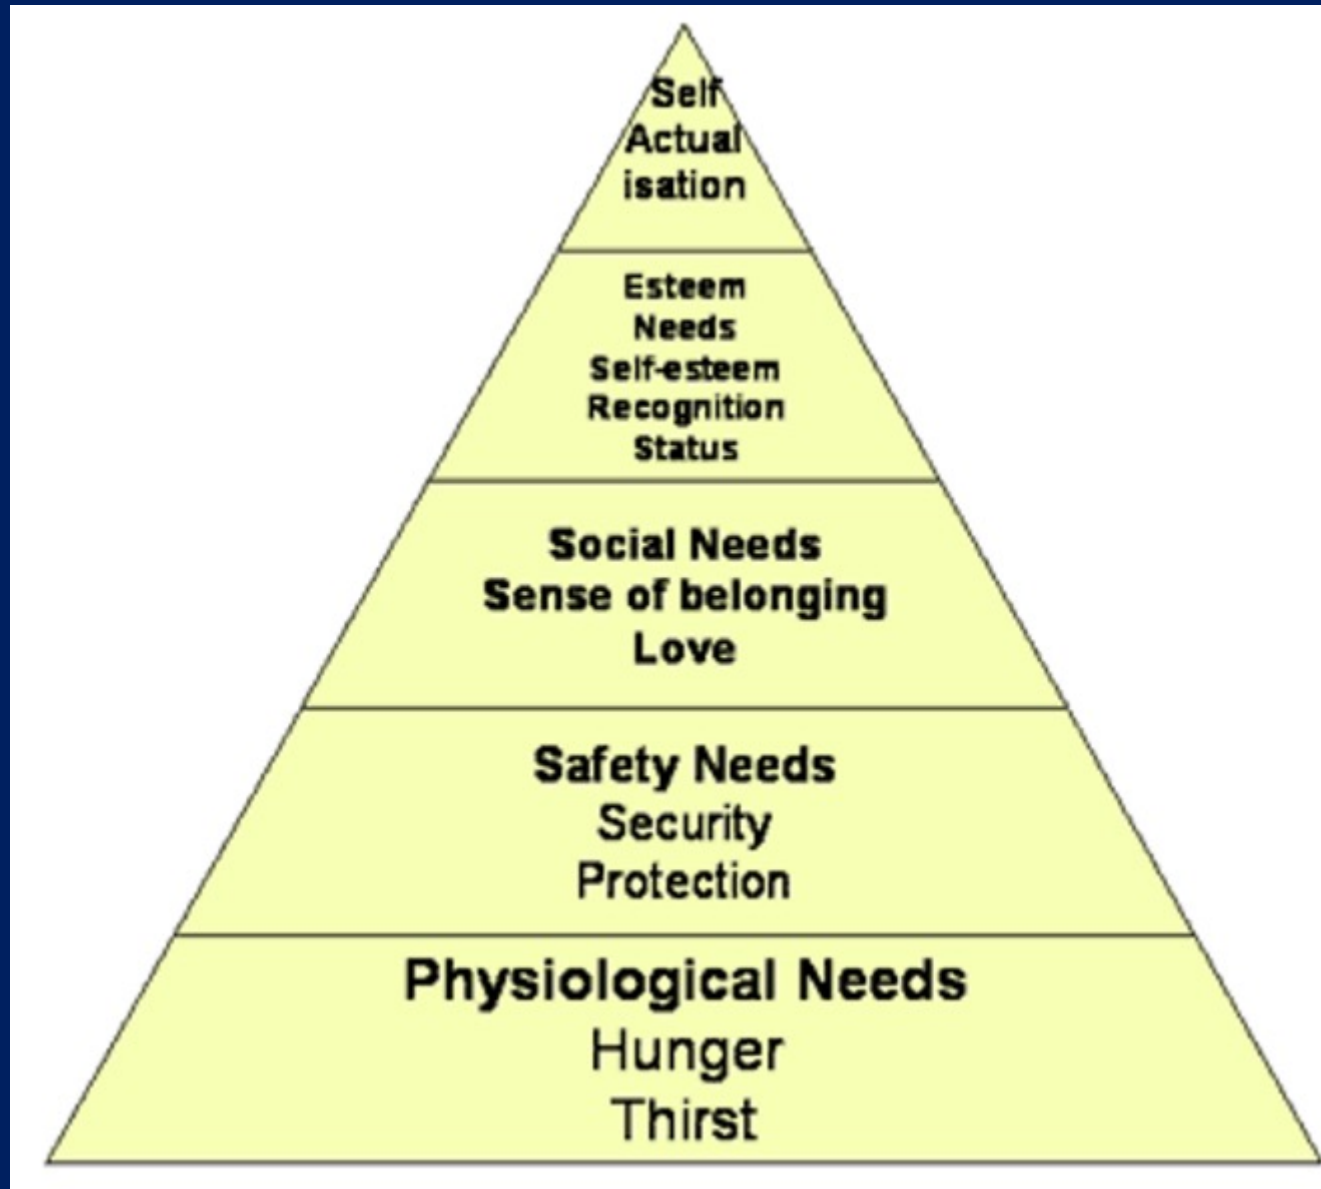 Self
Actual
isation
Esteem
Needs
Self-esteem
Recognition
Status
Social Needs
Sense of belonging
Love
Safety Needs
Security
Protection
Physiological Needs
Hunger
Thirst